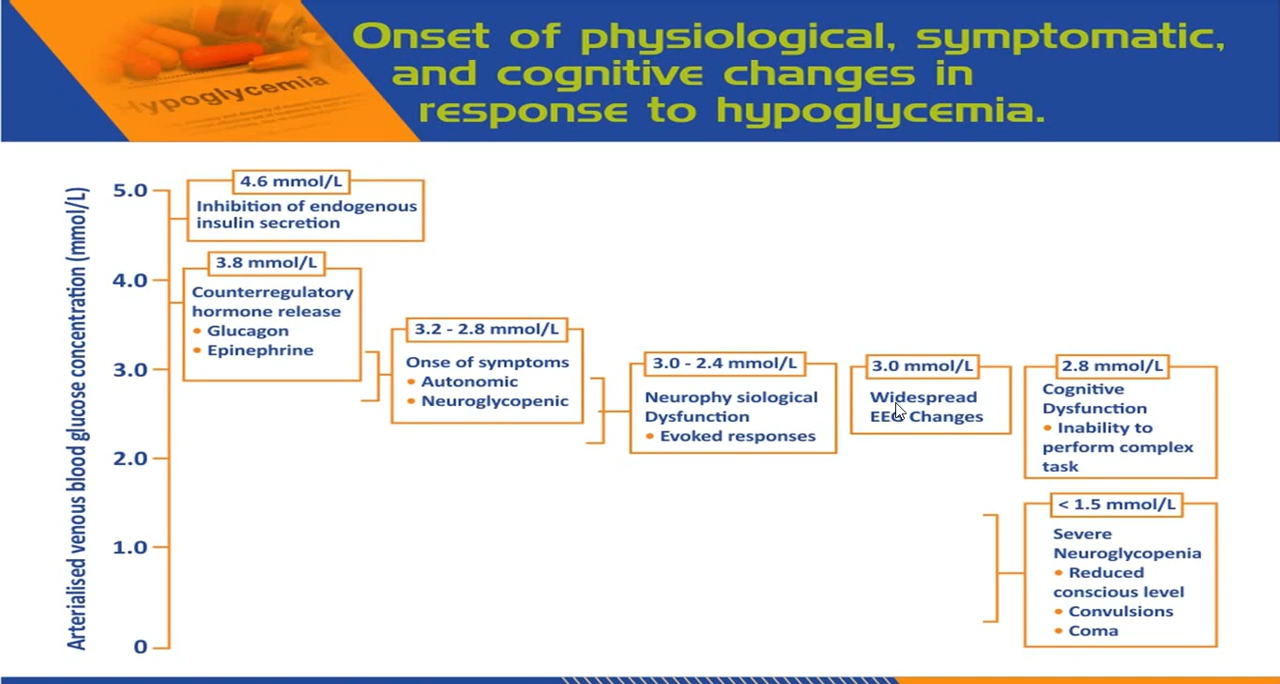 Onset of physiological, symptomatic,
and cognitive changes in
response to hypoglycemia.
Hypoglycemia
Arterialised venous blood glucose concentration (mmol/L)
5.0
4.0
3.0
2.0
1.0
0
4.6 mmol/L
Inhibition of endogenous
insulin secretion
3.8 mmol/L
Counterregulatory
hormone release
• Glucagon
• Epinephrine
3.2 - 2.8 mmol/L
Onse of symptoms
• Autonomic
• Neuroglycopenic
3.0 - 2.4 mmol/L
Neurophy siological
Dysfunction
• Evoked responses
3.0 mmol/L
Widespread
EEG Changes
2.8 mmol/L
Cognitive
Dysfunction
• Inability to
perform complex
task
< 1.5 mmol/L
Severe
Neuroglycopenia
• Reduced
conscious level
• Convulsions
• Coma